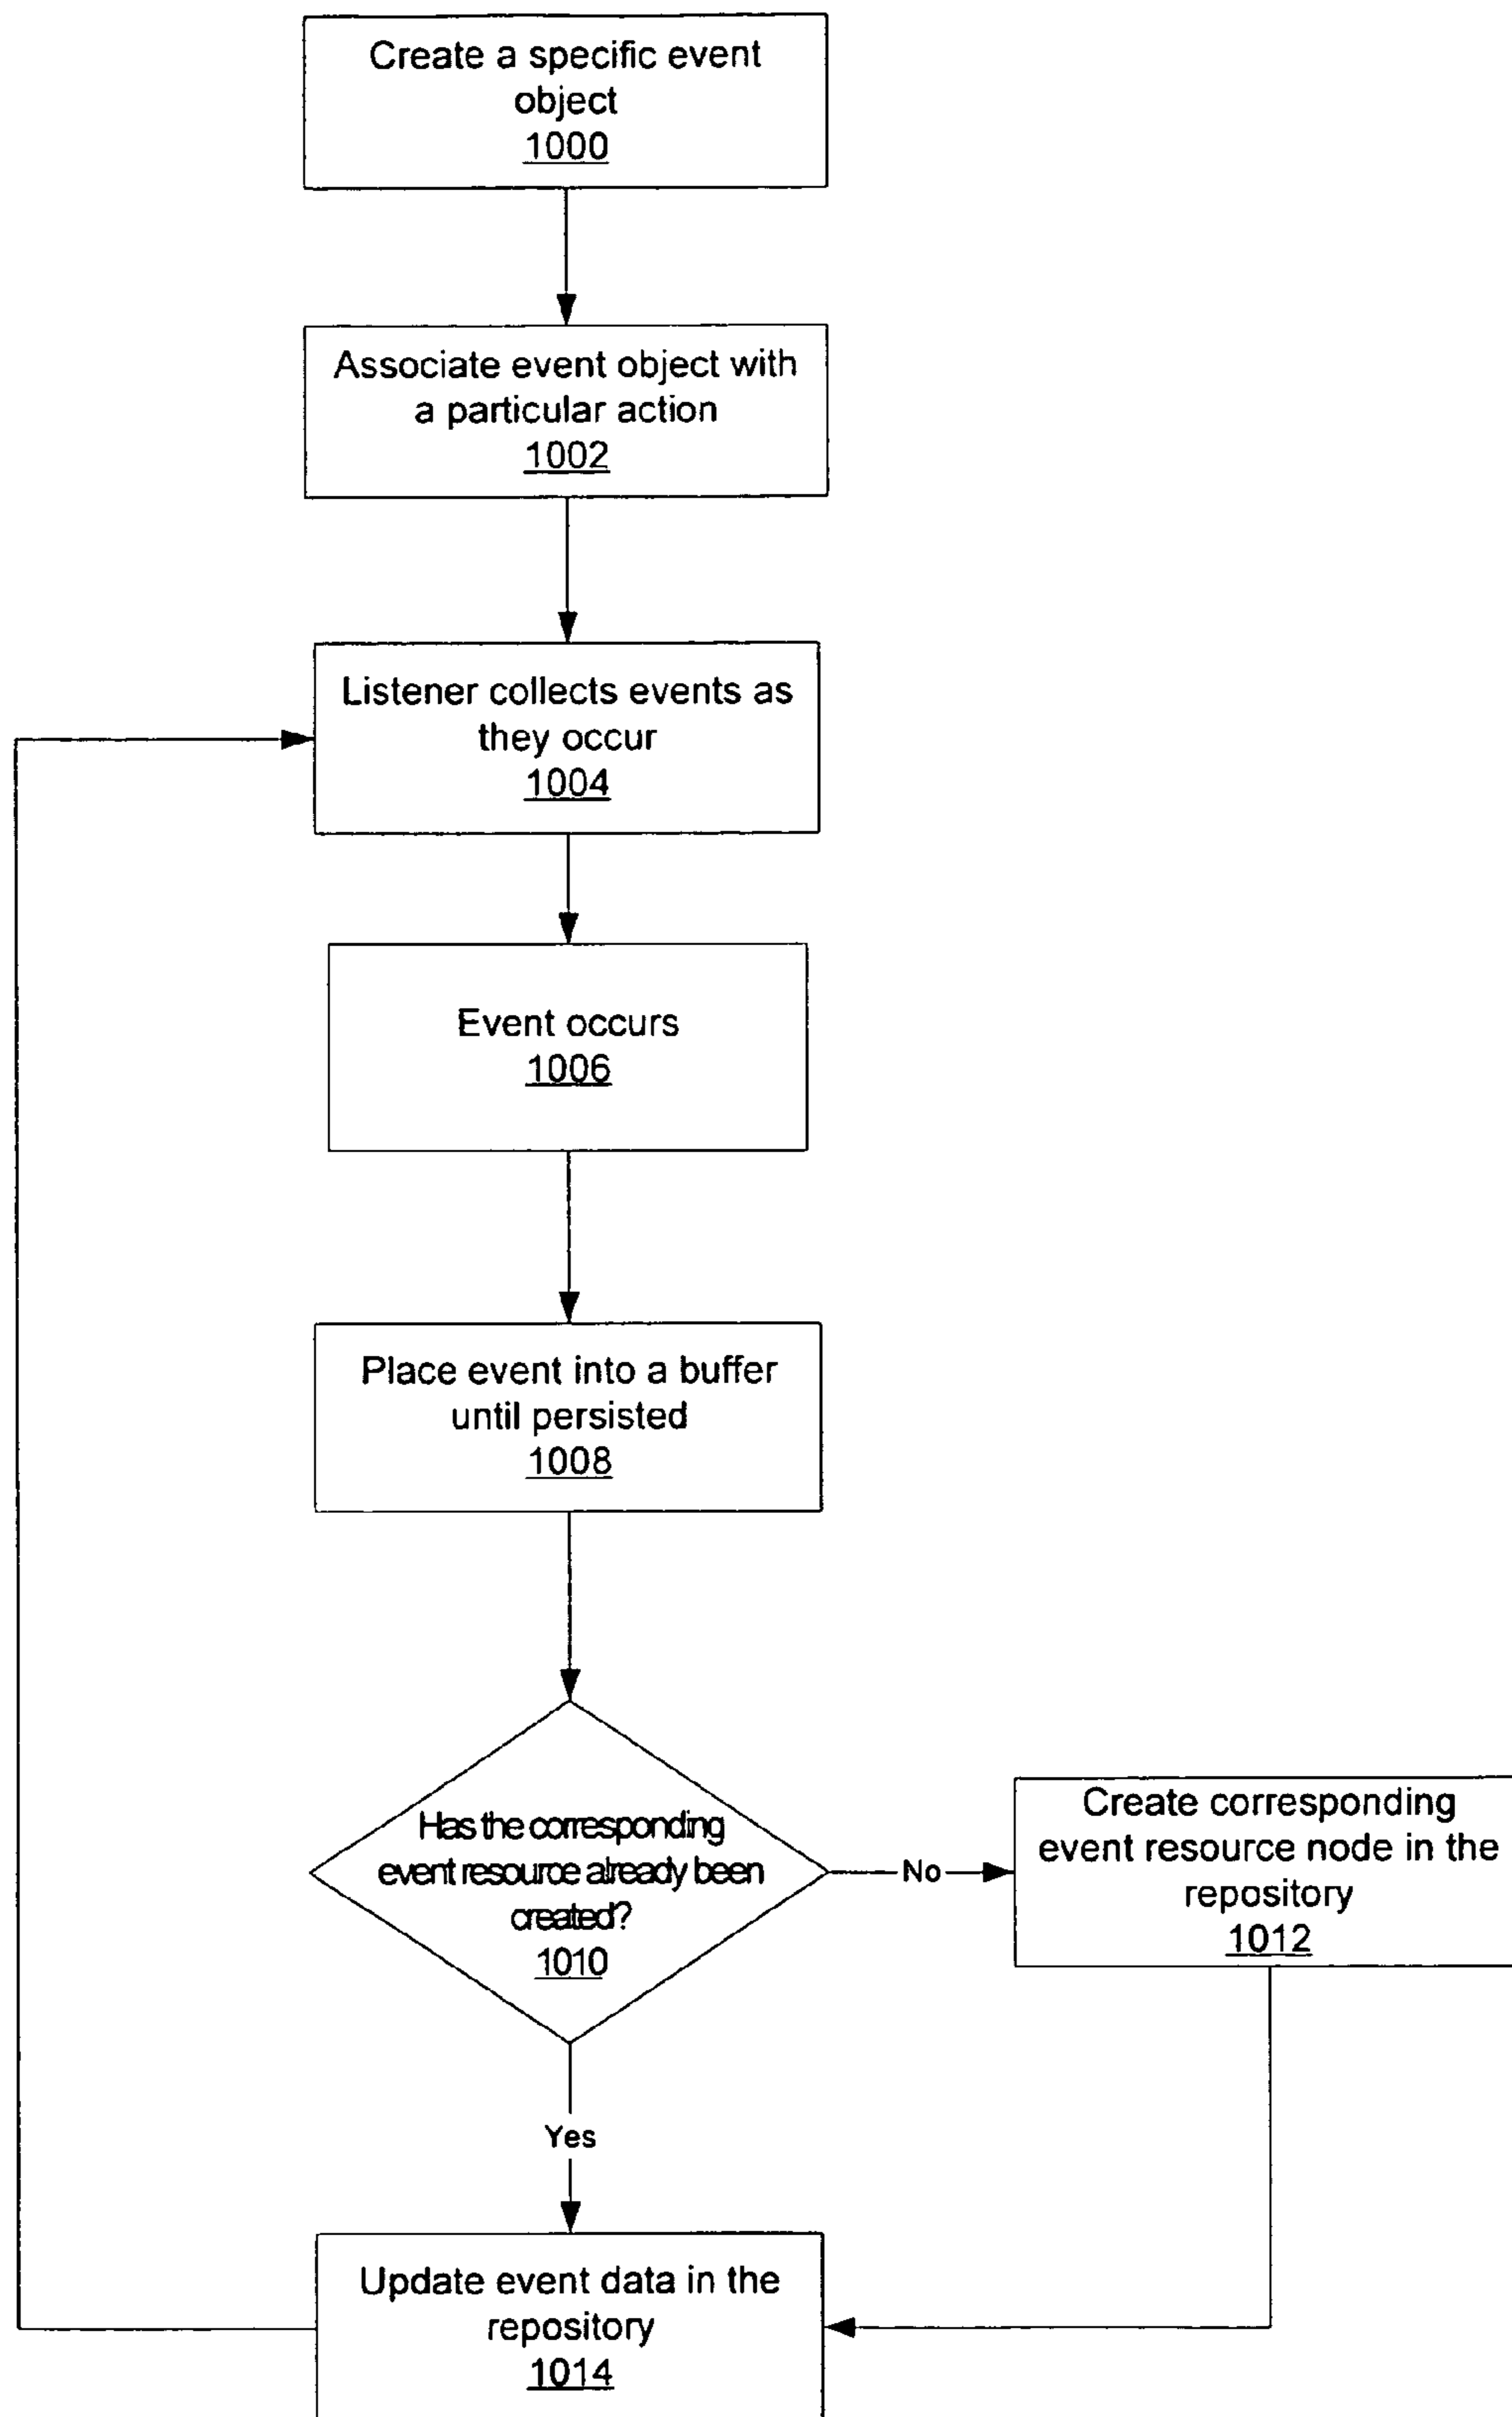 Create a specific event
object
1000
Associate event object with
a particular action
1002
Listener collects events as
they occur
1004
Event occurs
1006
Place event into a buffer
until persisted
1008
Has the corresponding
event resource already been
created?
1010
No
Create corresponding
event resource node in the
repository
1012
Yes
Update event data in the
repository
1014